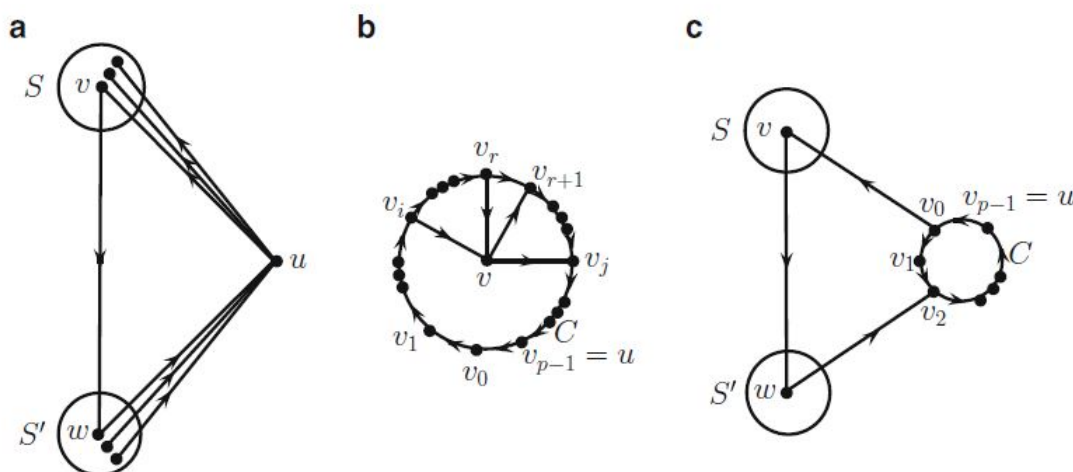 a
S
v
u
S'
w
b
v_r
v_{r+1}
v_i
v
v_j
v_1
C
v_{p-1} = u
v_0
c
S
v
v_0
v_{p-1} = u
v_1
C
v_2
S'
w